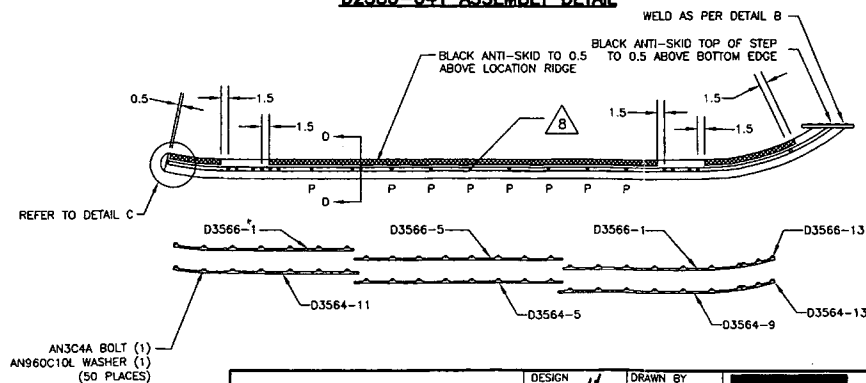 D2580-041 ASSEMBLY DETAIL
WELD AS PER DETAIL B
BLACK ANTI-SKID TO 0.5
ABOVE LOCATION RIDGE
BLACK ANTI-SKID TOP OF STEP
TO 0.5 ABOVE BOTTOM EDGE
0.5
1.5
1.5
D
8
1.5
1.5
1.5
D
P P P P P P P P
REFER TO DETAIL C
D3566-1
D3566-5
D3566-1
D3566-13
D3564-11
D3564-5
D3564-9
D3564-13
AN3C4A BOLT (1)
AN960C10L WASHER (1)
(50 PLACES)
DESIGN
DRAWN BY